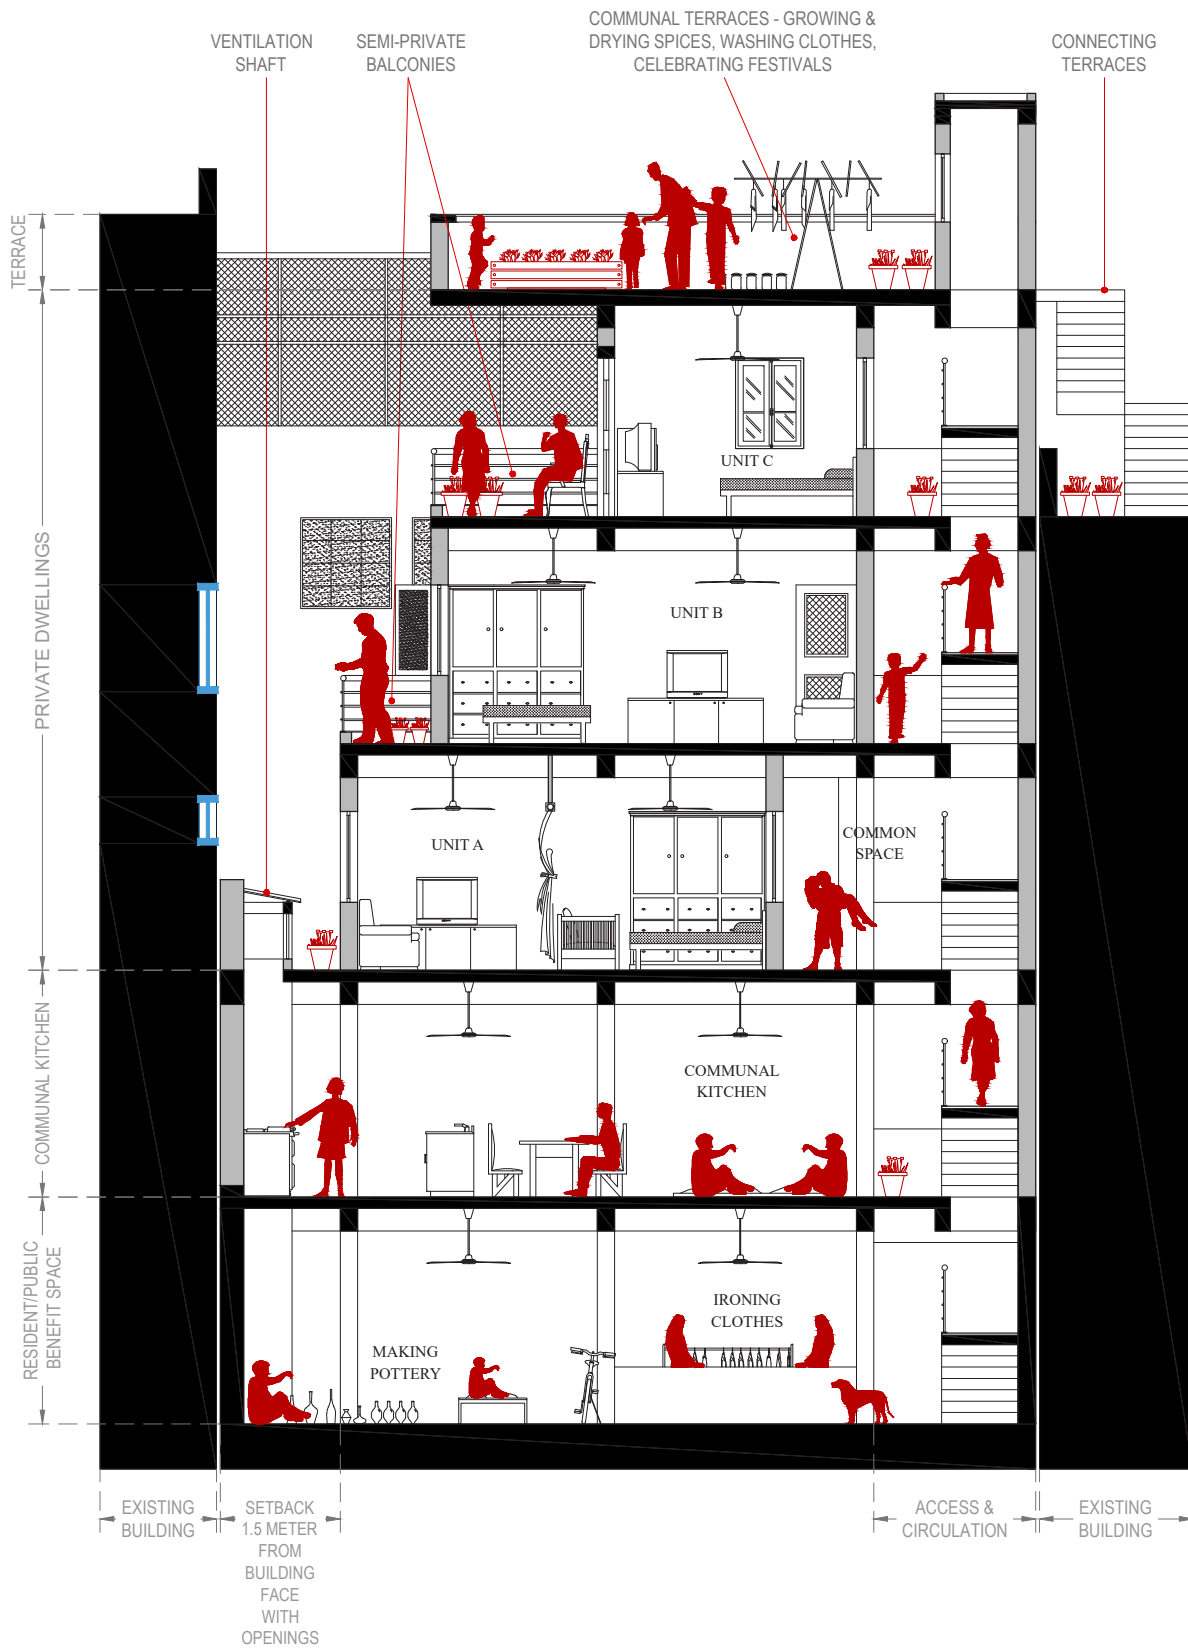 VENTILATION
SHAFT
SEMI-PRIVATE
BALCONIES
COMMUNAL TERRACES - GROWING &
DRYING SPICES, WASHING CLOTHES,
CELEBRATING FESTIVALS
CONNECTING
TERRACES
TERRACE
PRIVATE DWELLINGS
COMMUNAL KITCHEN
RESIDENT/PUBLIC
BENEFIT SPACE
UNIT C
UNIT B
UNIT A
COMMON
SPACE
COMMUNAL
KITCHEN
IRONING
CLOTHES
MAKING
POTTERY
EXISTING
BUILDING
SETBACK
1.5 METER
FROM
BUILDING
FACE
WITH
OPENINGS
ACCESS &
CIRCULATION
EXISTING
BUILDING